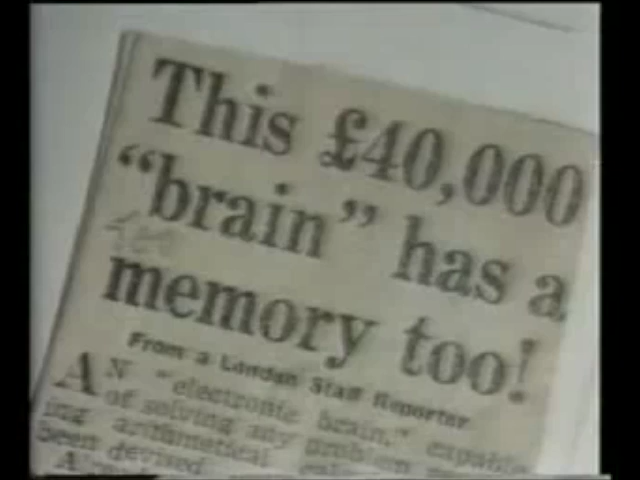 This £40,000
“brain” has a
memory too!
From a London Staff Reporter
AN “electronic brain,” capable
of solving any problem
ing arithmetical
been devised